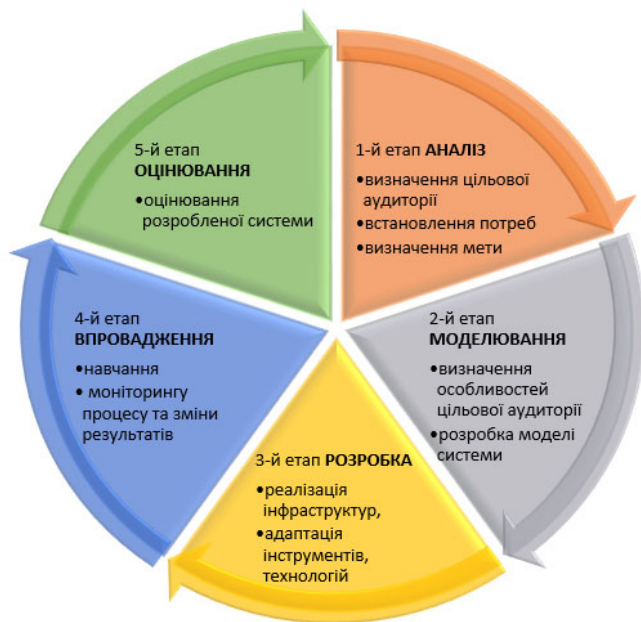 1-й етап АНАЛІЗ
•визначення цільової
аудиторії
•встановлення потреб
•визначення мети
2-й етап
МОДЕЛЮВАННЯ
•визначення
особливостей
цільової аудиторії
•розробка моделі
системи
3-й етап РОЗРОБКА
•реалізація
інфраструктур,
•адаптація
інструментів,
технологій
4-й етап
ВПРОВАДЖЕННЯ
•навчання
• моніторингу
процесу та зміни
результатів
5-й етап
ОЦІНЮВАННЯ
•оцінювання
розробленої системи